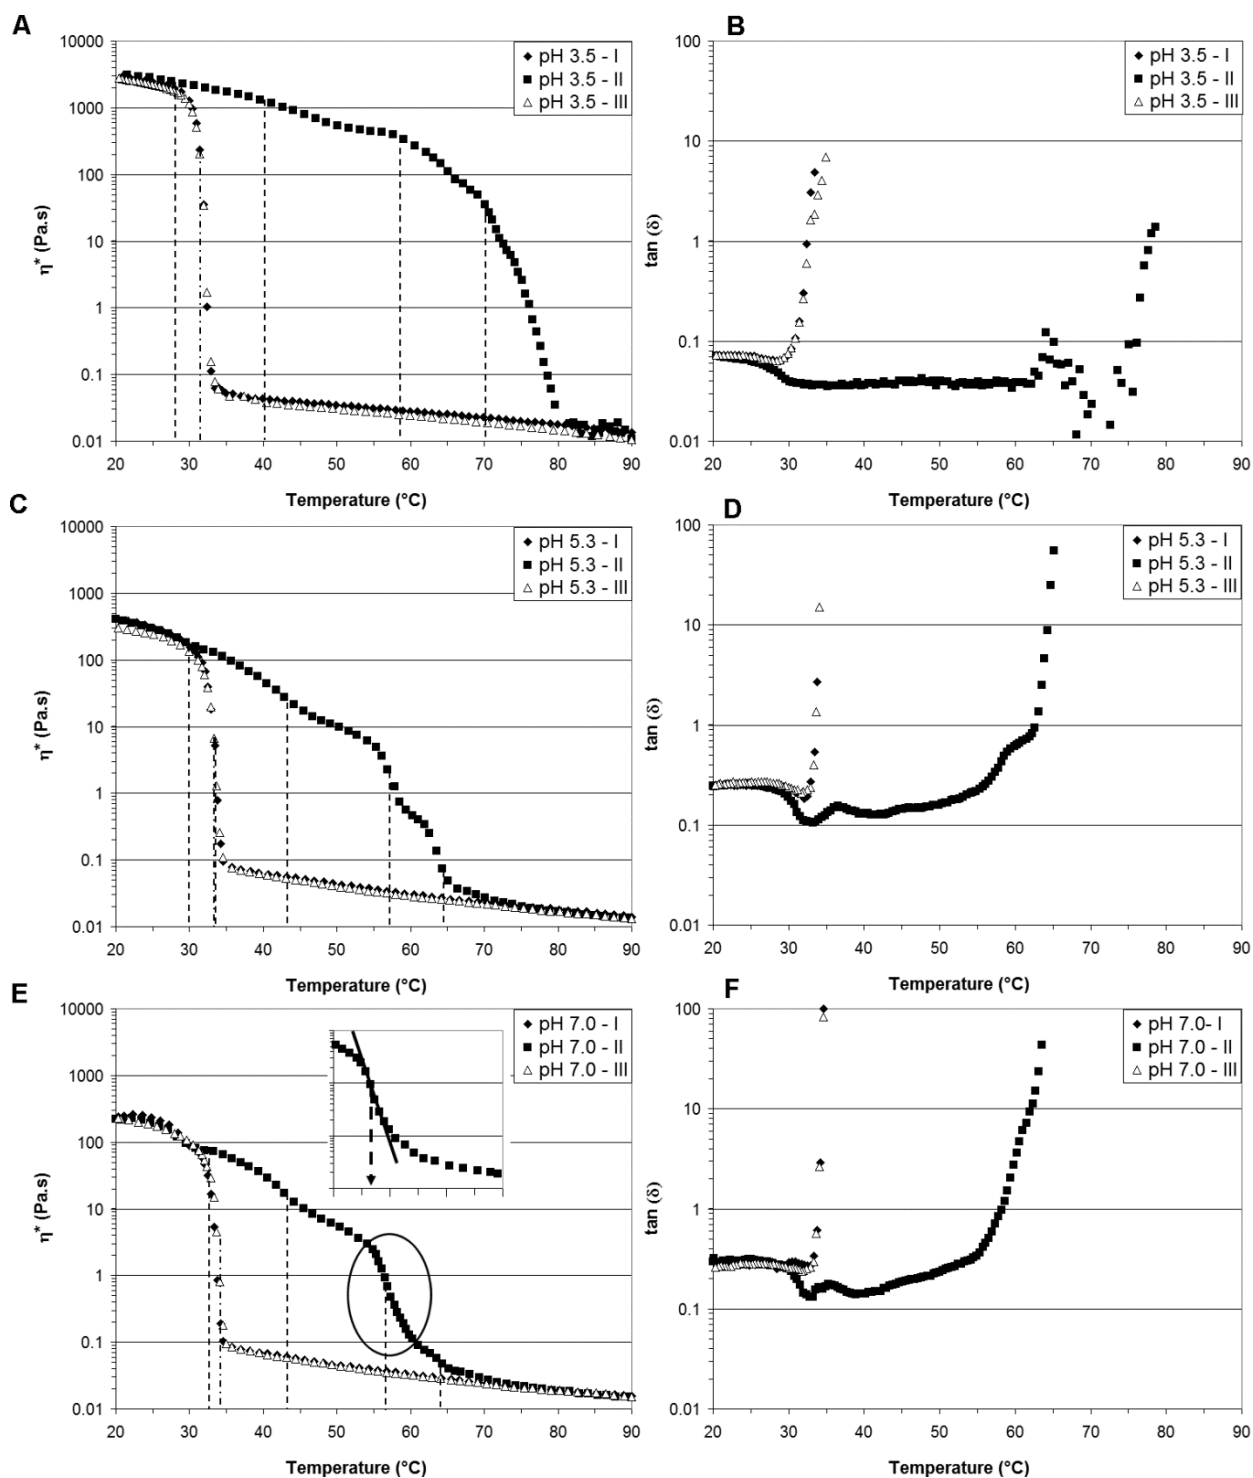 A
10000
1000
100
10
1
0.1
0.01
η* (Pa.s)
20 30 40 50 60 70 80 90
Temperature (°C)
pH 3.5 - I
pH 3.5 - II
pH 3.5 - III
B
100
10
1
0.1
0.01
tan (δ)
20 30 40 50 60 70 80 90
Temperature (°C)
pH 3.5 - I
pH 3.5 - II
pH 3.5 - III
C
10000
1000
100
10
1
0.1
0.01
η* (Pa.s)
20 30 40 50 60 70 80 90
Temperature (°C)
pH 5.3 - I
pH 5.3 - II
pH 5.3 - III
D
100
10
1
0.1
0.01
tan (δ)
20 30 40 50 60 70 80 90
Temperature (°C)
pH 5.3 - I
pH 5.3 - II
pH 5.3 - III
E
10000
1000
100
10
1
0.1
0.01
η* (Pa.s)
20 30 40 50 60 70 80 90
Temperature (°C)
pH 7.0 - I
pH 7.0 - II
pH 7.0 - III
F
100
10
1
0.1
0.01
tan (δ)
20 30 40 50 60 70 80 90
Temperature (°C)
pH 7.0- I
pH 7.0 - II
pH 7.0 - III